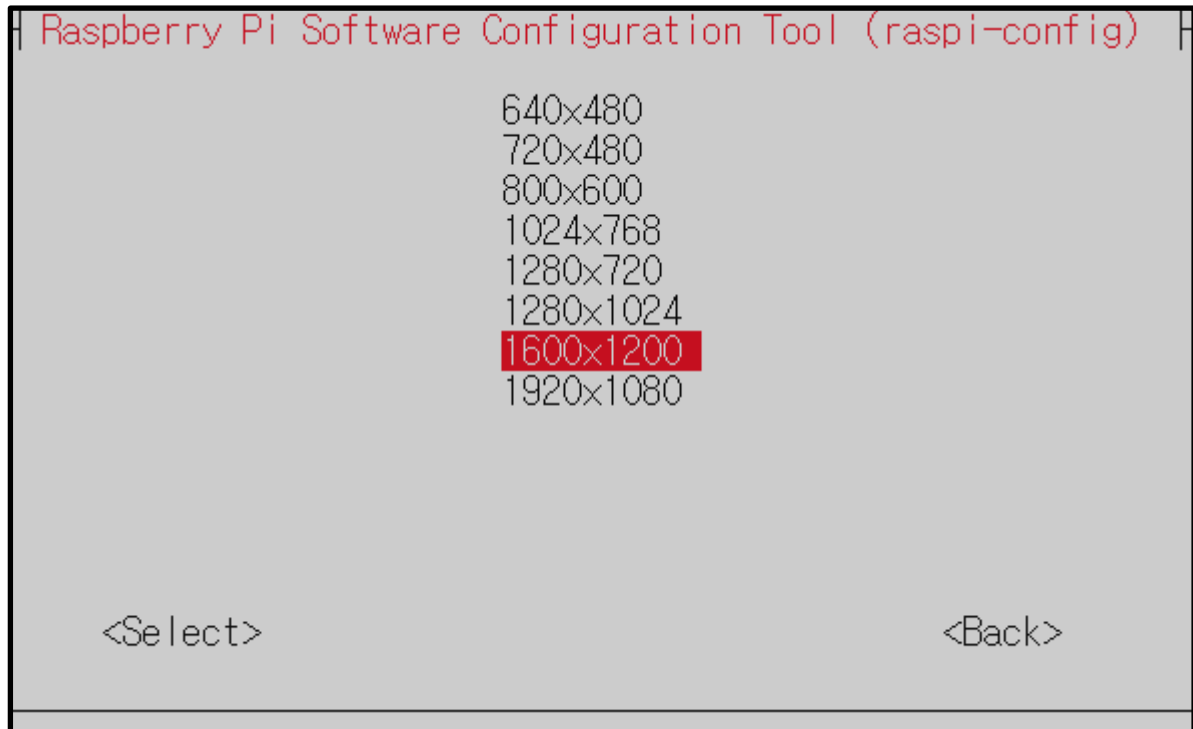 Raspberry Pi Software Configuration Tool (raspi-config)
640x480
720x480
800x600
1024x768
1280x720
1280x1024
1600x1200
1920x1080
<Select> <Back>